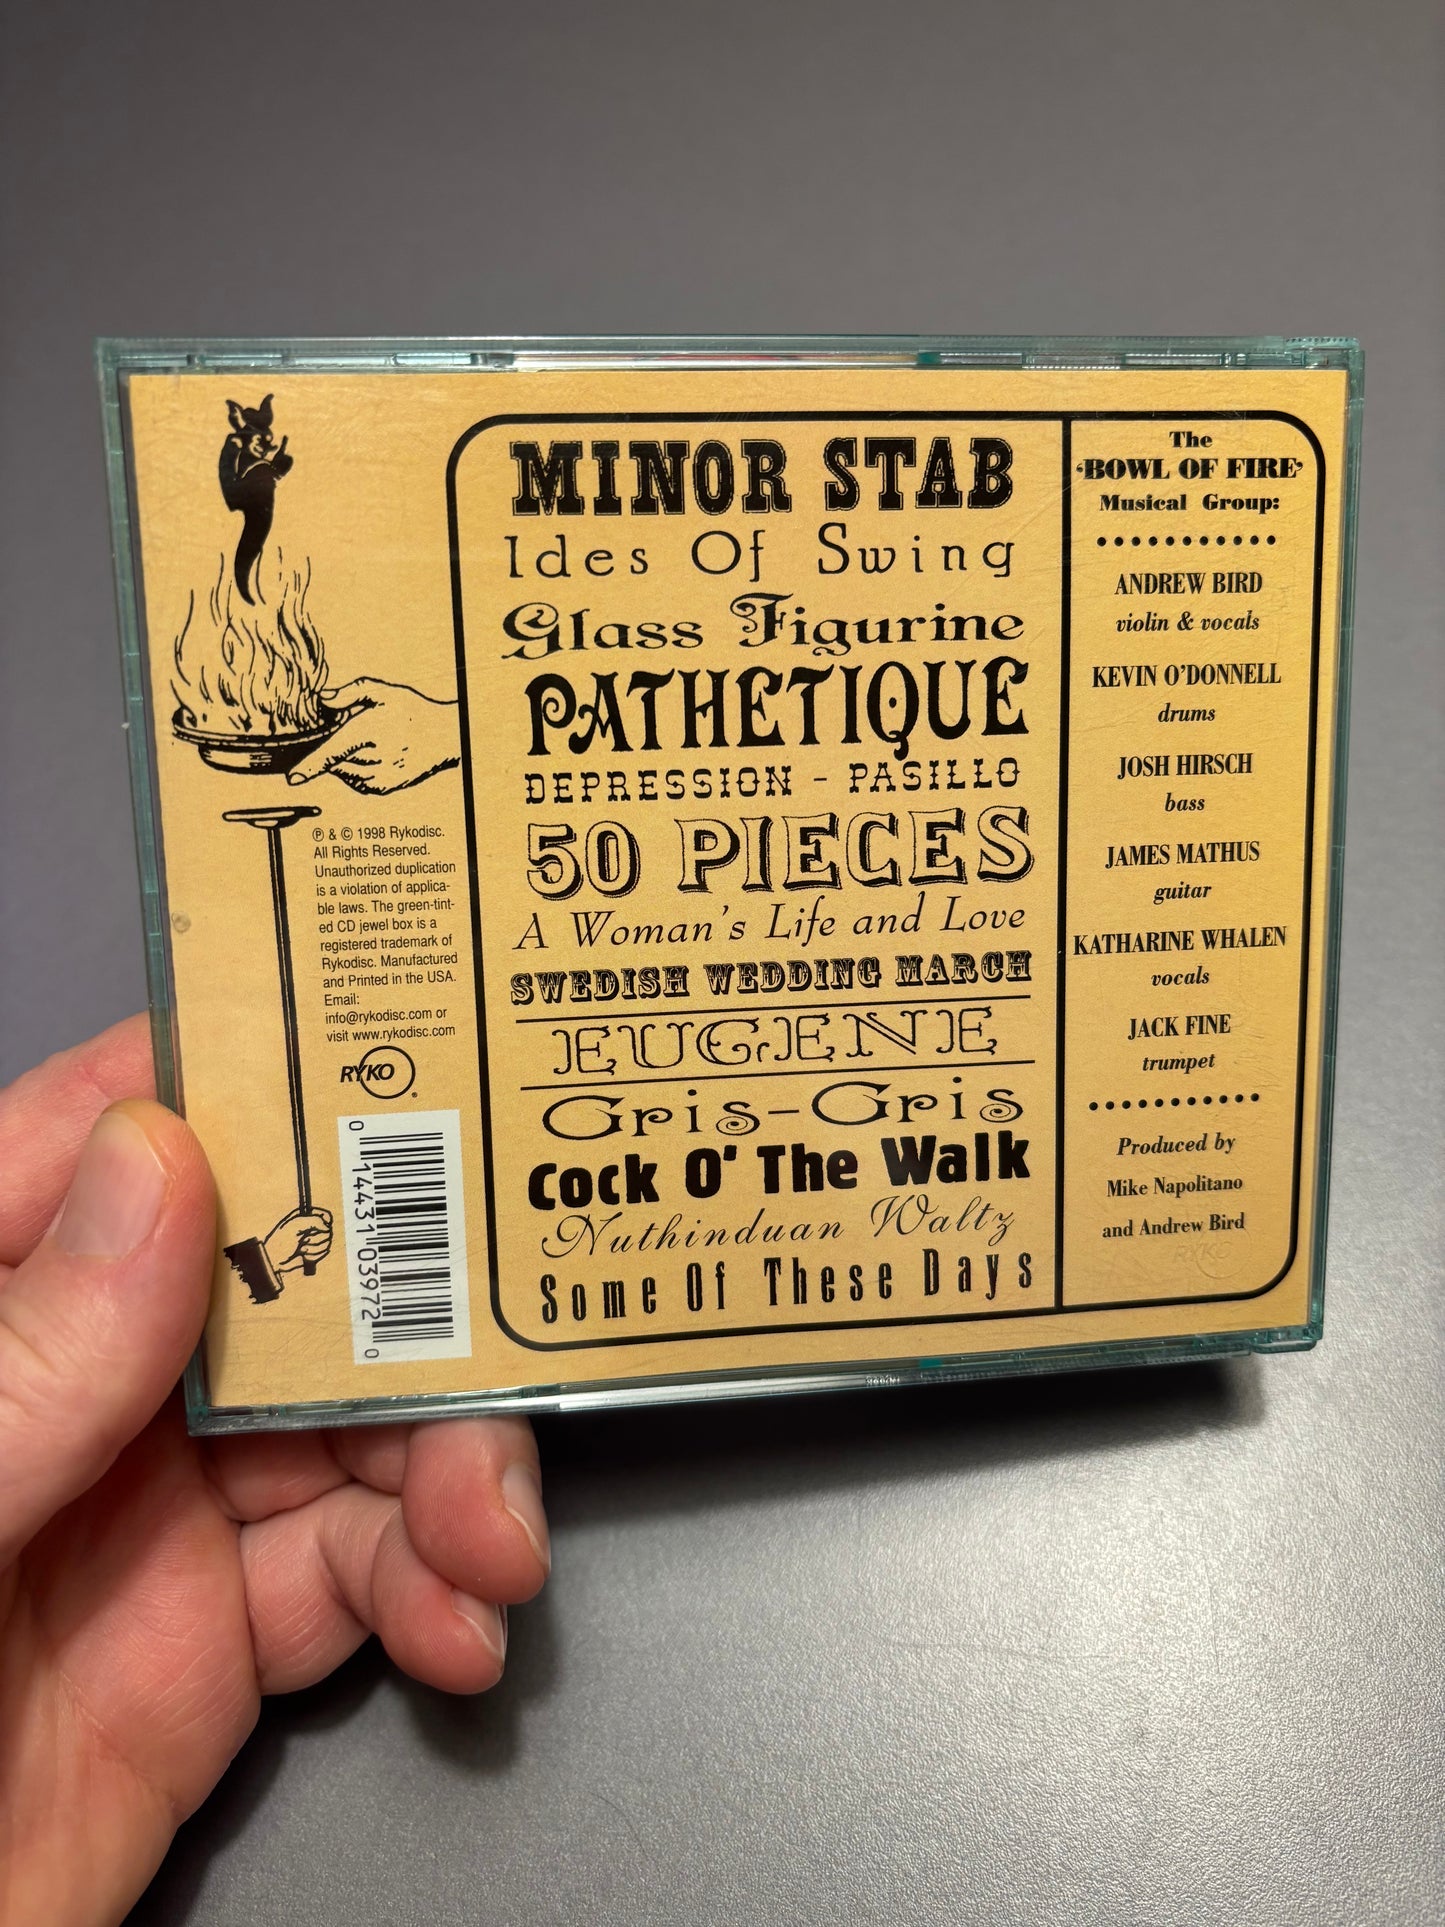 MINOR STAB
Ides Of Swing
Glass Figurine
PATHETIQUE
DEPRESSION - PASILLO
50 PIECES
A Woman's Life and Love
SWEDISH WEDDING MARCH
EUGENE
Gris-Gris
Cock O' The Walk
Nuthinduan Waltz
Some Of These Days
The
'BOWL OF FIRE'
Musical Group:
ANDREW BIRD
violin & vocals
KEVIN O'DONNELL
drums
JOSH HIRSCH
bass
JAMES MATHUS
guitar
KATHARINE WHALEN
vocals
JACK FINE
trumpet
Produced by
Mike Napolitano
and Andrew Bird
RYKO
℗ & © 1998 Rykodisc.
All Rights Reserved.
Unauthorized duplication
is a violation of applica-
ble laws. The green-tint-
ed CD jewel box is a
registered trademark of
Rykodisc. Manufactured
and Printed in the USA.
Email:
info@rykodisc.com or
visit www.rykodisc.com
RYKO
0 14431 03972 0